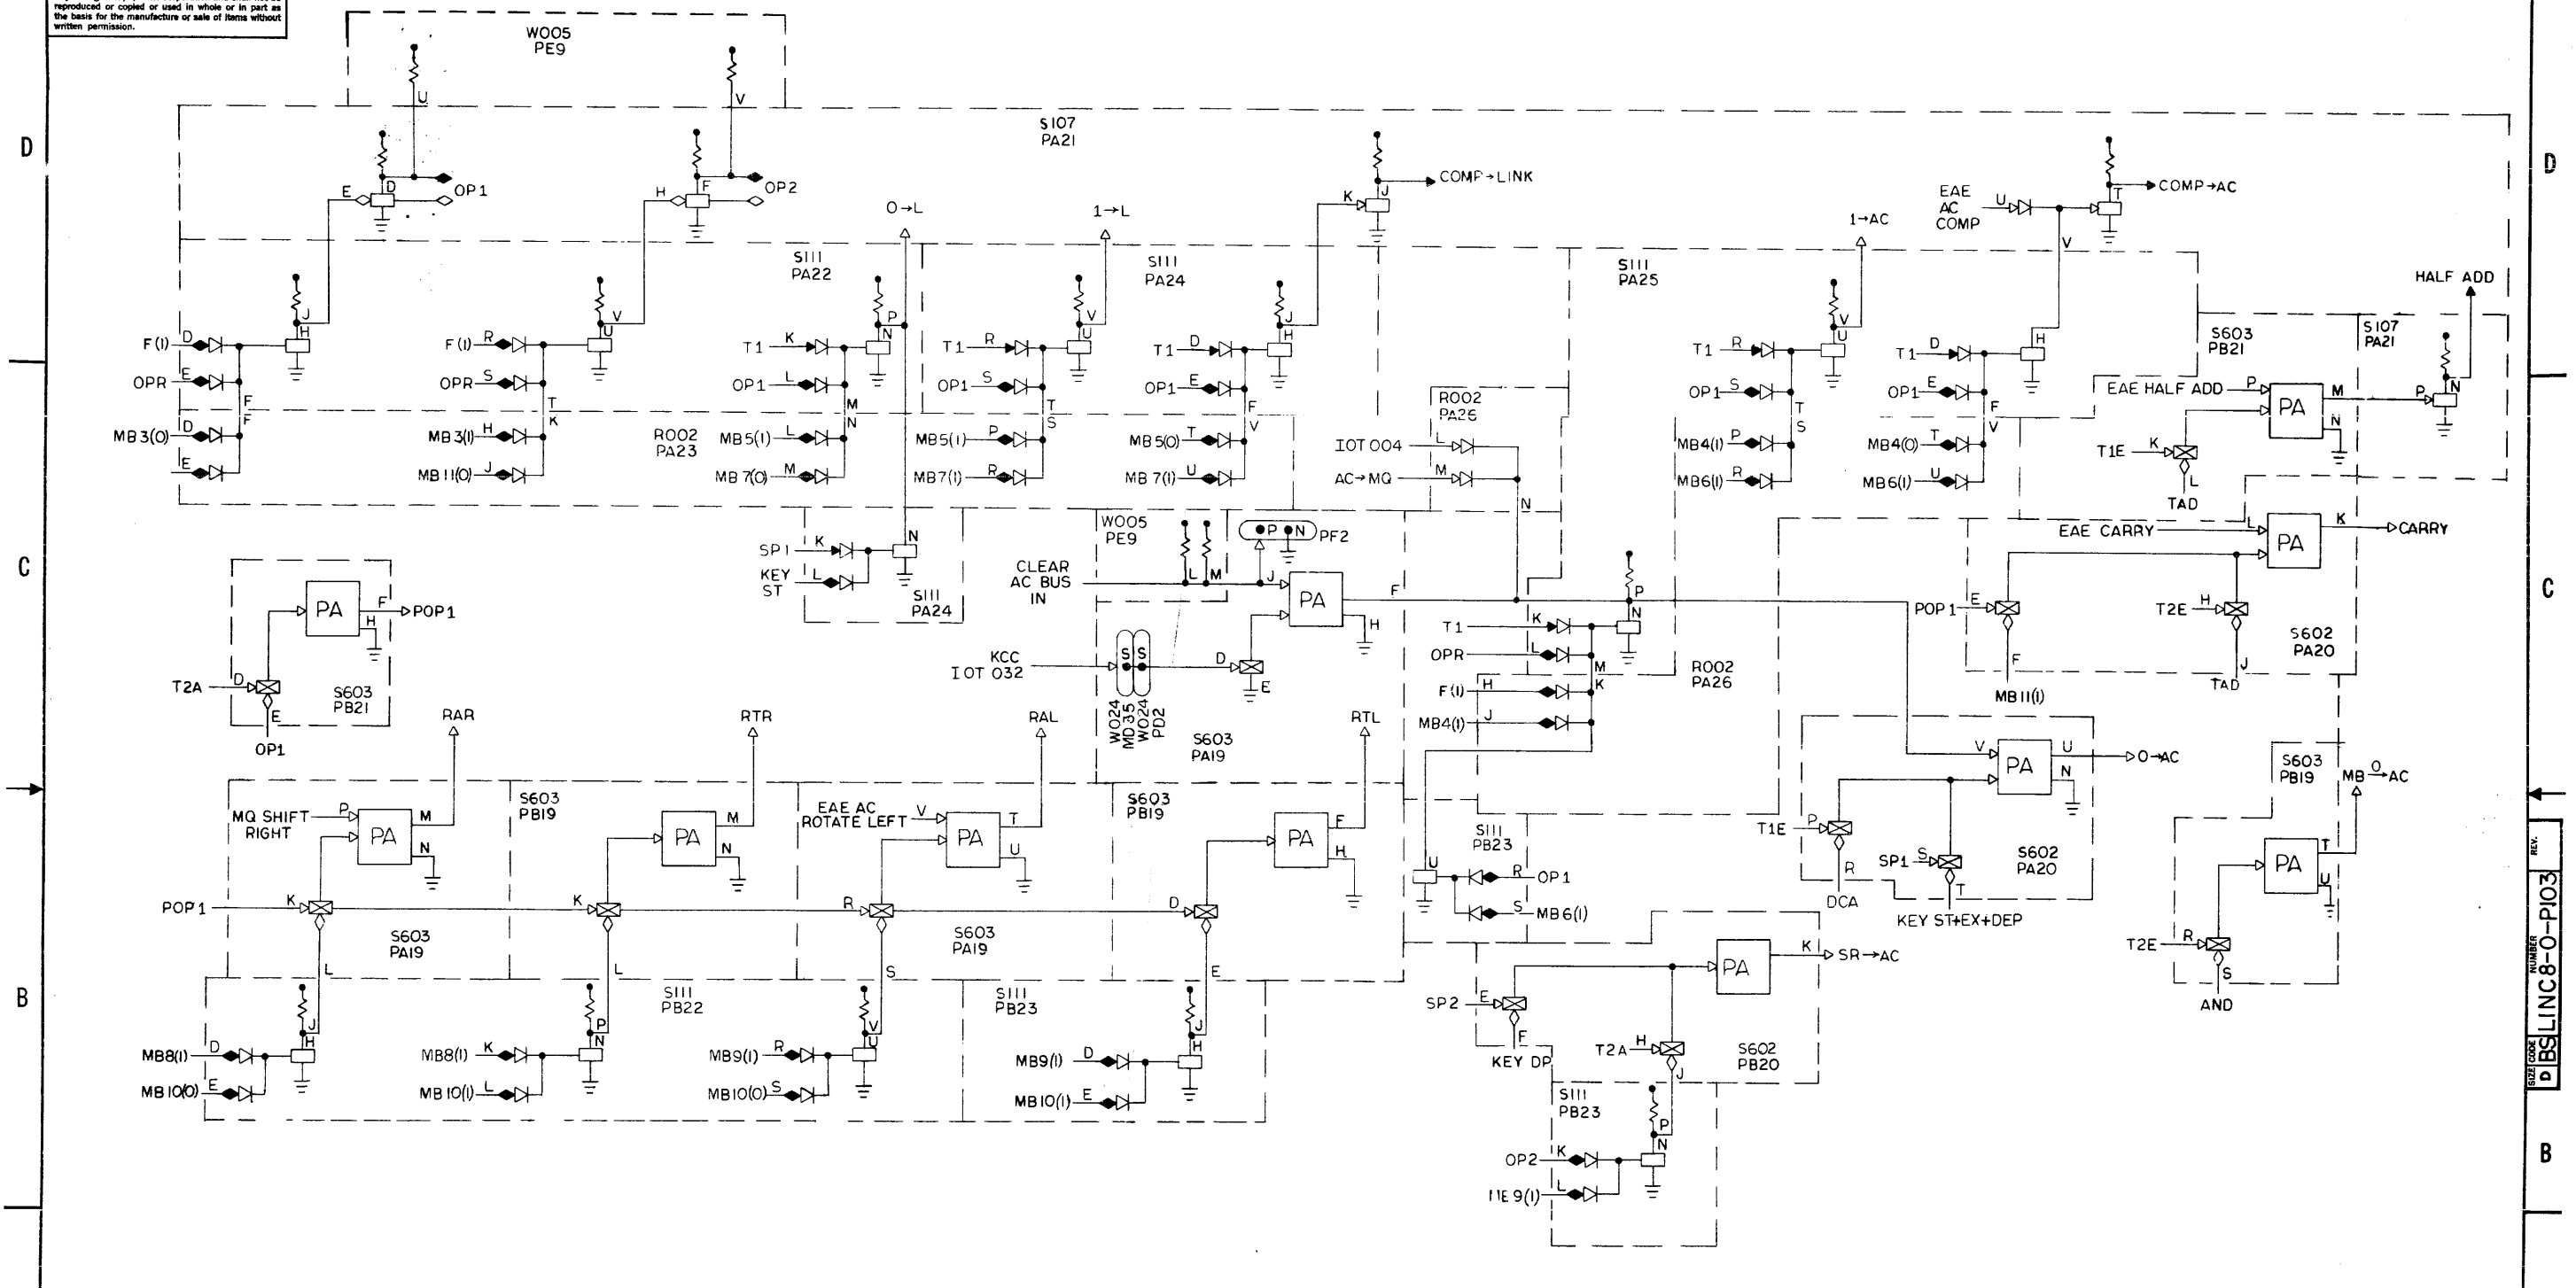 reproduced or copied or used in whole or in part as
the basis for the manufacture or sale of items without
written permission.
W005
PE9
U
V
D
S107
PA21
D
E
D
OP1
H
F
OP2
K
J
COMP→LINK
EAE
AC
COMP
U
T
COMP→AC
V
0→L
1→L
1→AC
S111
PA22
S111
PA24
S111
PA25
HALF ADD
F(1)
D
J
H
F(1)
R
V
U
T1
K
P
N
T1
R
V
U
T1
D
J
H
T1
R
V
U
T1
D
H
S603
PB21
S107
PA21
OPR
E
OPR
S
OP1
L
OP1
S
OP1
E
OP1
S
OP1
E
EAE HALF ADD
P
PA
M
N
P
N
F
F
T
K
M
N
T
S
F
V
R002
PA26
T
S
F
V
MB3(0)
D
MB3(1)
H
R002
PA23
MB5(1)
L
MB5(1)
P
MB5(0)
T
IOT 004
L
MB4(1)
P
MB4(0)
T
T1E
K
L
TAD
E
MB11(0)
J
MB7(0)
M
MB7(1)
R
MB7(1)
U
AC→MQ
M
N
MB6(1)
R
MB6(1)
U
C
SP1
K
N
KEY
ST
L
S111
PA24
W005
PE9
P
N
PF2
CLEAR
AC BUS
IN
L
M
J
PA
F
H
EAE CARRY
L
PA
K
CARRY
C
PA
F
POP1
H
T2A
D
E
OP1
S603
PB21
KCC
IOT 032
S
S
D
E
W024
MD35
W024
PD2
S603
PA19
P
N
T1
K
OPR
L
M
K
F(1)
H
MB4(1)
J
R002
PA26
POP1
E
F
MB11(1)
T2E
H
J
TAD
S602
PA20
RAR
RTR
RAL
RTL
MQ SHIFT
RIGHT
P
PA
M
N
S603
PB19
PA
M
N
EAE AC
ROTATE LEFT
V
PA
T
U
S603
PB19
PA
F
H
V
PA
U
N
0→AC
S603
PB19
MB 0→AC
POP1
K
K
R
D
S603
PA19
S603
PA19
S111
PB23
U
R
OP1
S
MB6(1)
T1E
P
R
DCA
SP1
S
T
KEY ST+EX+DEP
S602
PA20
PA
T
U
T2E
R
S
AND
L
L
S
E
B
S111
PB22
S111
PB23
SP2
E
F
KEY DP
PA
K
SR→AC
T2A
H
J
S602
PB20
MB8(1)
D
J
H
MB8(1)
K
P
N
MB9(1)
R
V
U
MB9(1)
D
J
H
MB10(0)
E
MB10(1)
L
MB10(0)
S
MB10(1)
E
S111
PB23
P
N
OP2
K
L
B
REV.
NUMBER
BS LINC8-0-P103
SIZE CODE
D